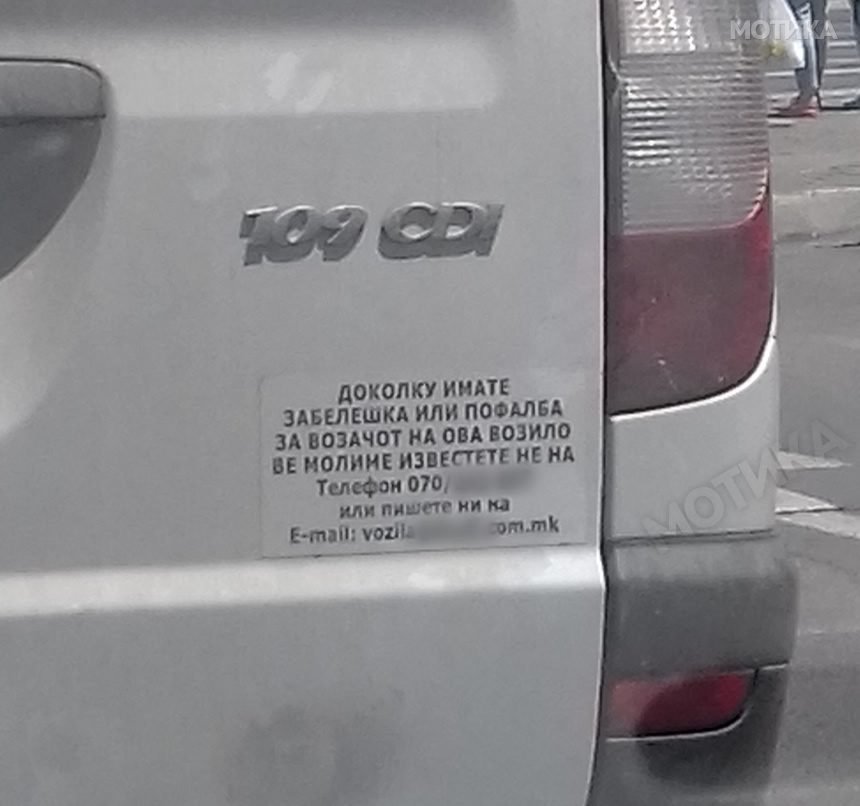 МОТИКА
109 CDI
ДОКОЛКУ ИМАТЕ
ЗАБЕЛЕШКА ИЛИ ПОФАЛБА
ЗА ВОЗАЧОТ НА ОВА ВОЗИЛО
ВЕ МОЛИМЕ ИЗВЕСТЕТЕ НЕ НА
Телефон 070/
или пишете ни на
E-mail: vozila om.mk
МОТИКА